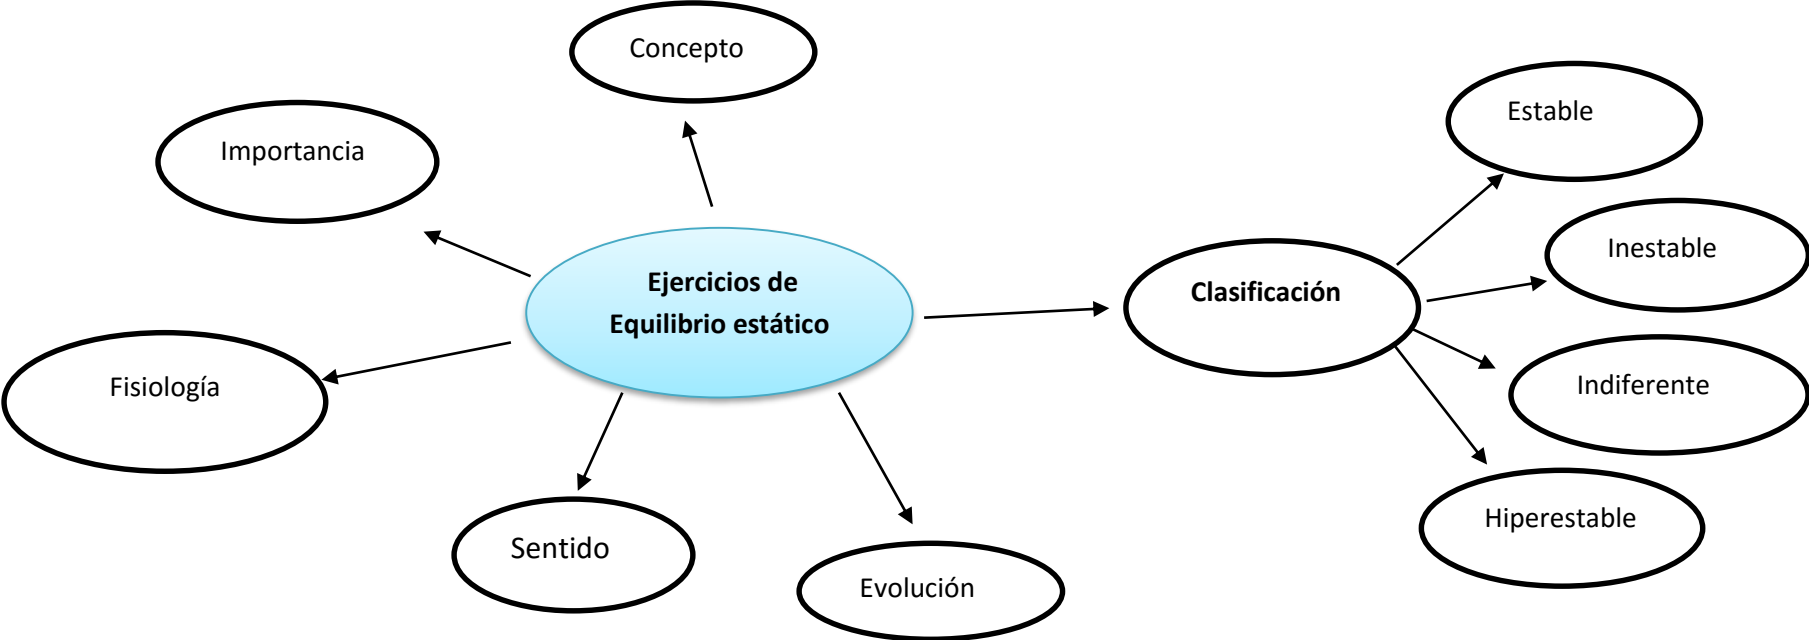 Concepto
Estable
Importancia
Inestable
Ejercicios de
Equilibrio estático
Clasificación
Fisiología
Indiferente
Hiperestable
Sentido
Evolución